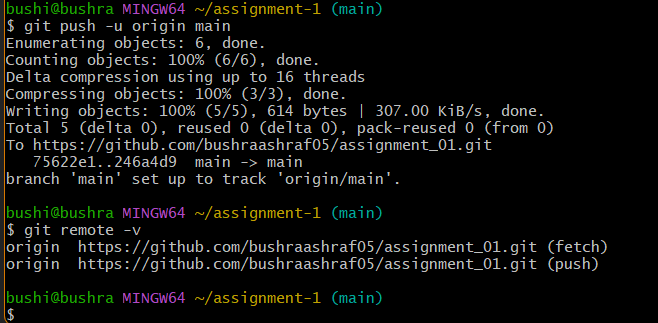 bushi@bushra MINGW64 ~/assignment-1 (main)
$ git push -u origin main
Enumerating objects: 6, done.
Counting objects: 100% (6/6), done.
Delta compression using up to 16 threads
Compressing objects: 100% (3/3), done.
Writing objects: 100% (5/5), 614 bytes | 307.00 KiB/s, done.
Total 5 (delta 0), reused 0 (delta 0), pack-reused 0 (from 0)
To https://github.com/bushraashraf05/assignment_01.git
   75622e1..246a4d9  main -> main
branch 'main' set up to track 'origin/main'.
bushi@bushra MINGW64 ~/assignment-1 (main)
$ git remote -v
origin  https://github.com/bushraashraf05/assignment_01.git (fetch)
origin  https://github.com/bushraashraf05/assignment_01.git (push)
bushi@bushra MINGW64 ~/assignment-1 (main)
$